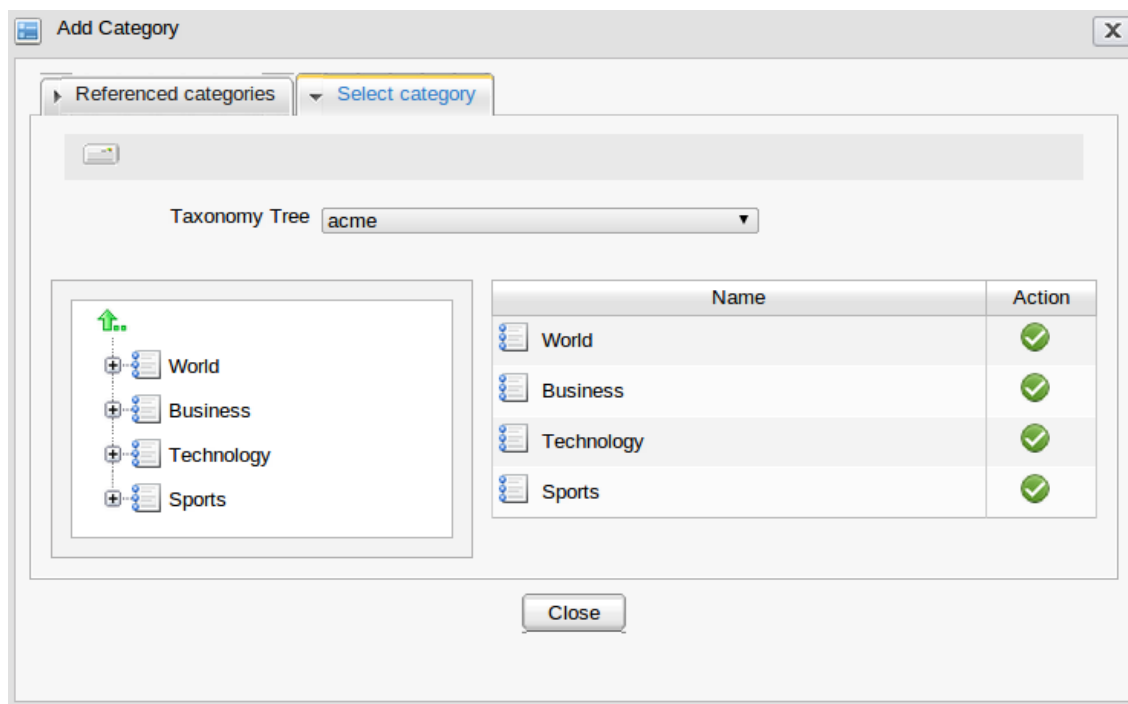 Add Category
X
Referenced categories
Select category
Taxonomy Tree acme
Name Action
World
Business
Technology
Sports
World
Business
Technology
Sports
Close